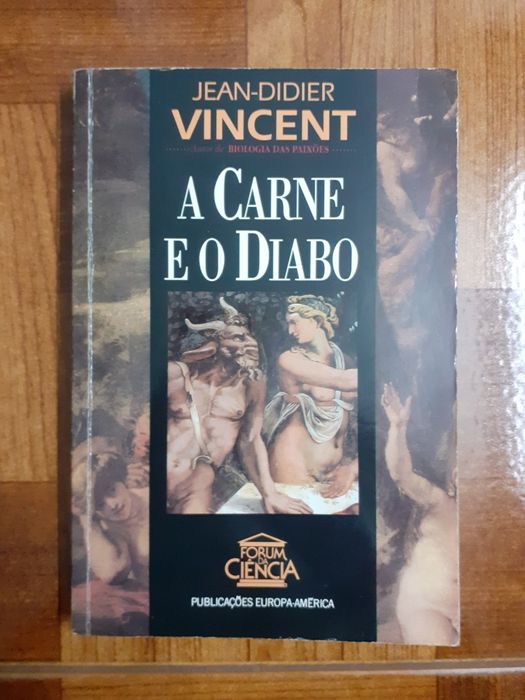 JEAN-DIDIER
VINCENT
Autor de BIOLOGIA DAS PAIXÕES
A CARNE
E O DIABO
FORUM
DA
CIÊNCIA
PUBLICAÇÕES EUROPA-AMÉRICA